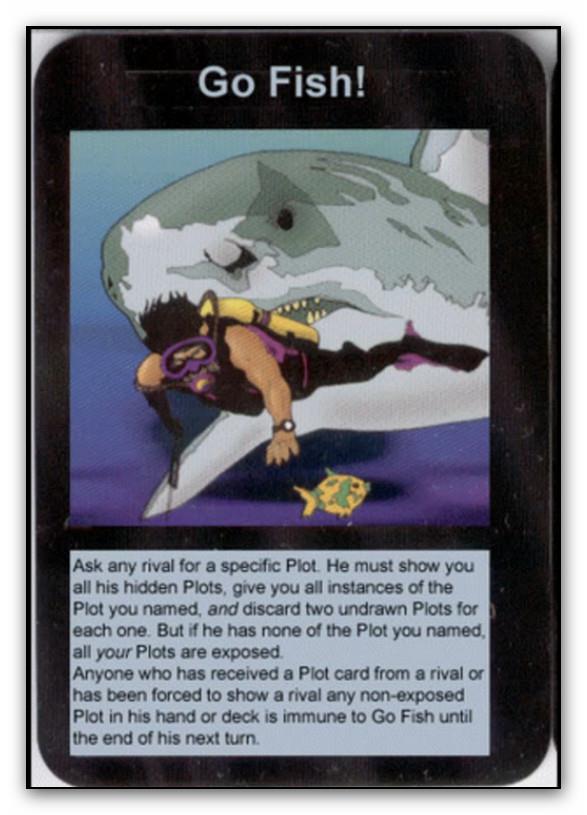 Go Fish!
Ask any rival for a specific Plot. He must show you
all his hidden Plots, give you all instances of the
Plot you named, and discard two undrawn Plots for
each one. But if he has none of the Plot you named,
all your Plots are exposed.
Anyone who has received a Plot card from a rival or
has been forced to show a rival any non-exposed
Plot in his hand or deck is immune to Go Fish until
the end of his next turn.